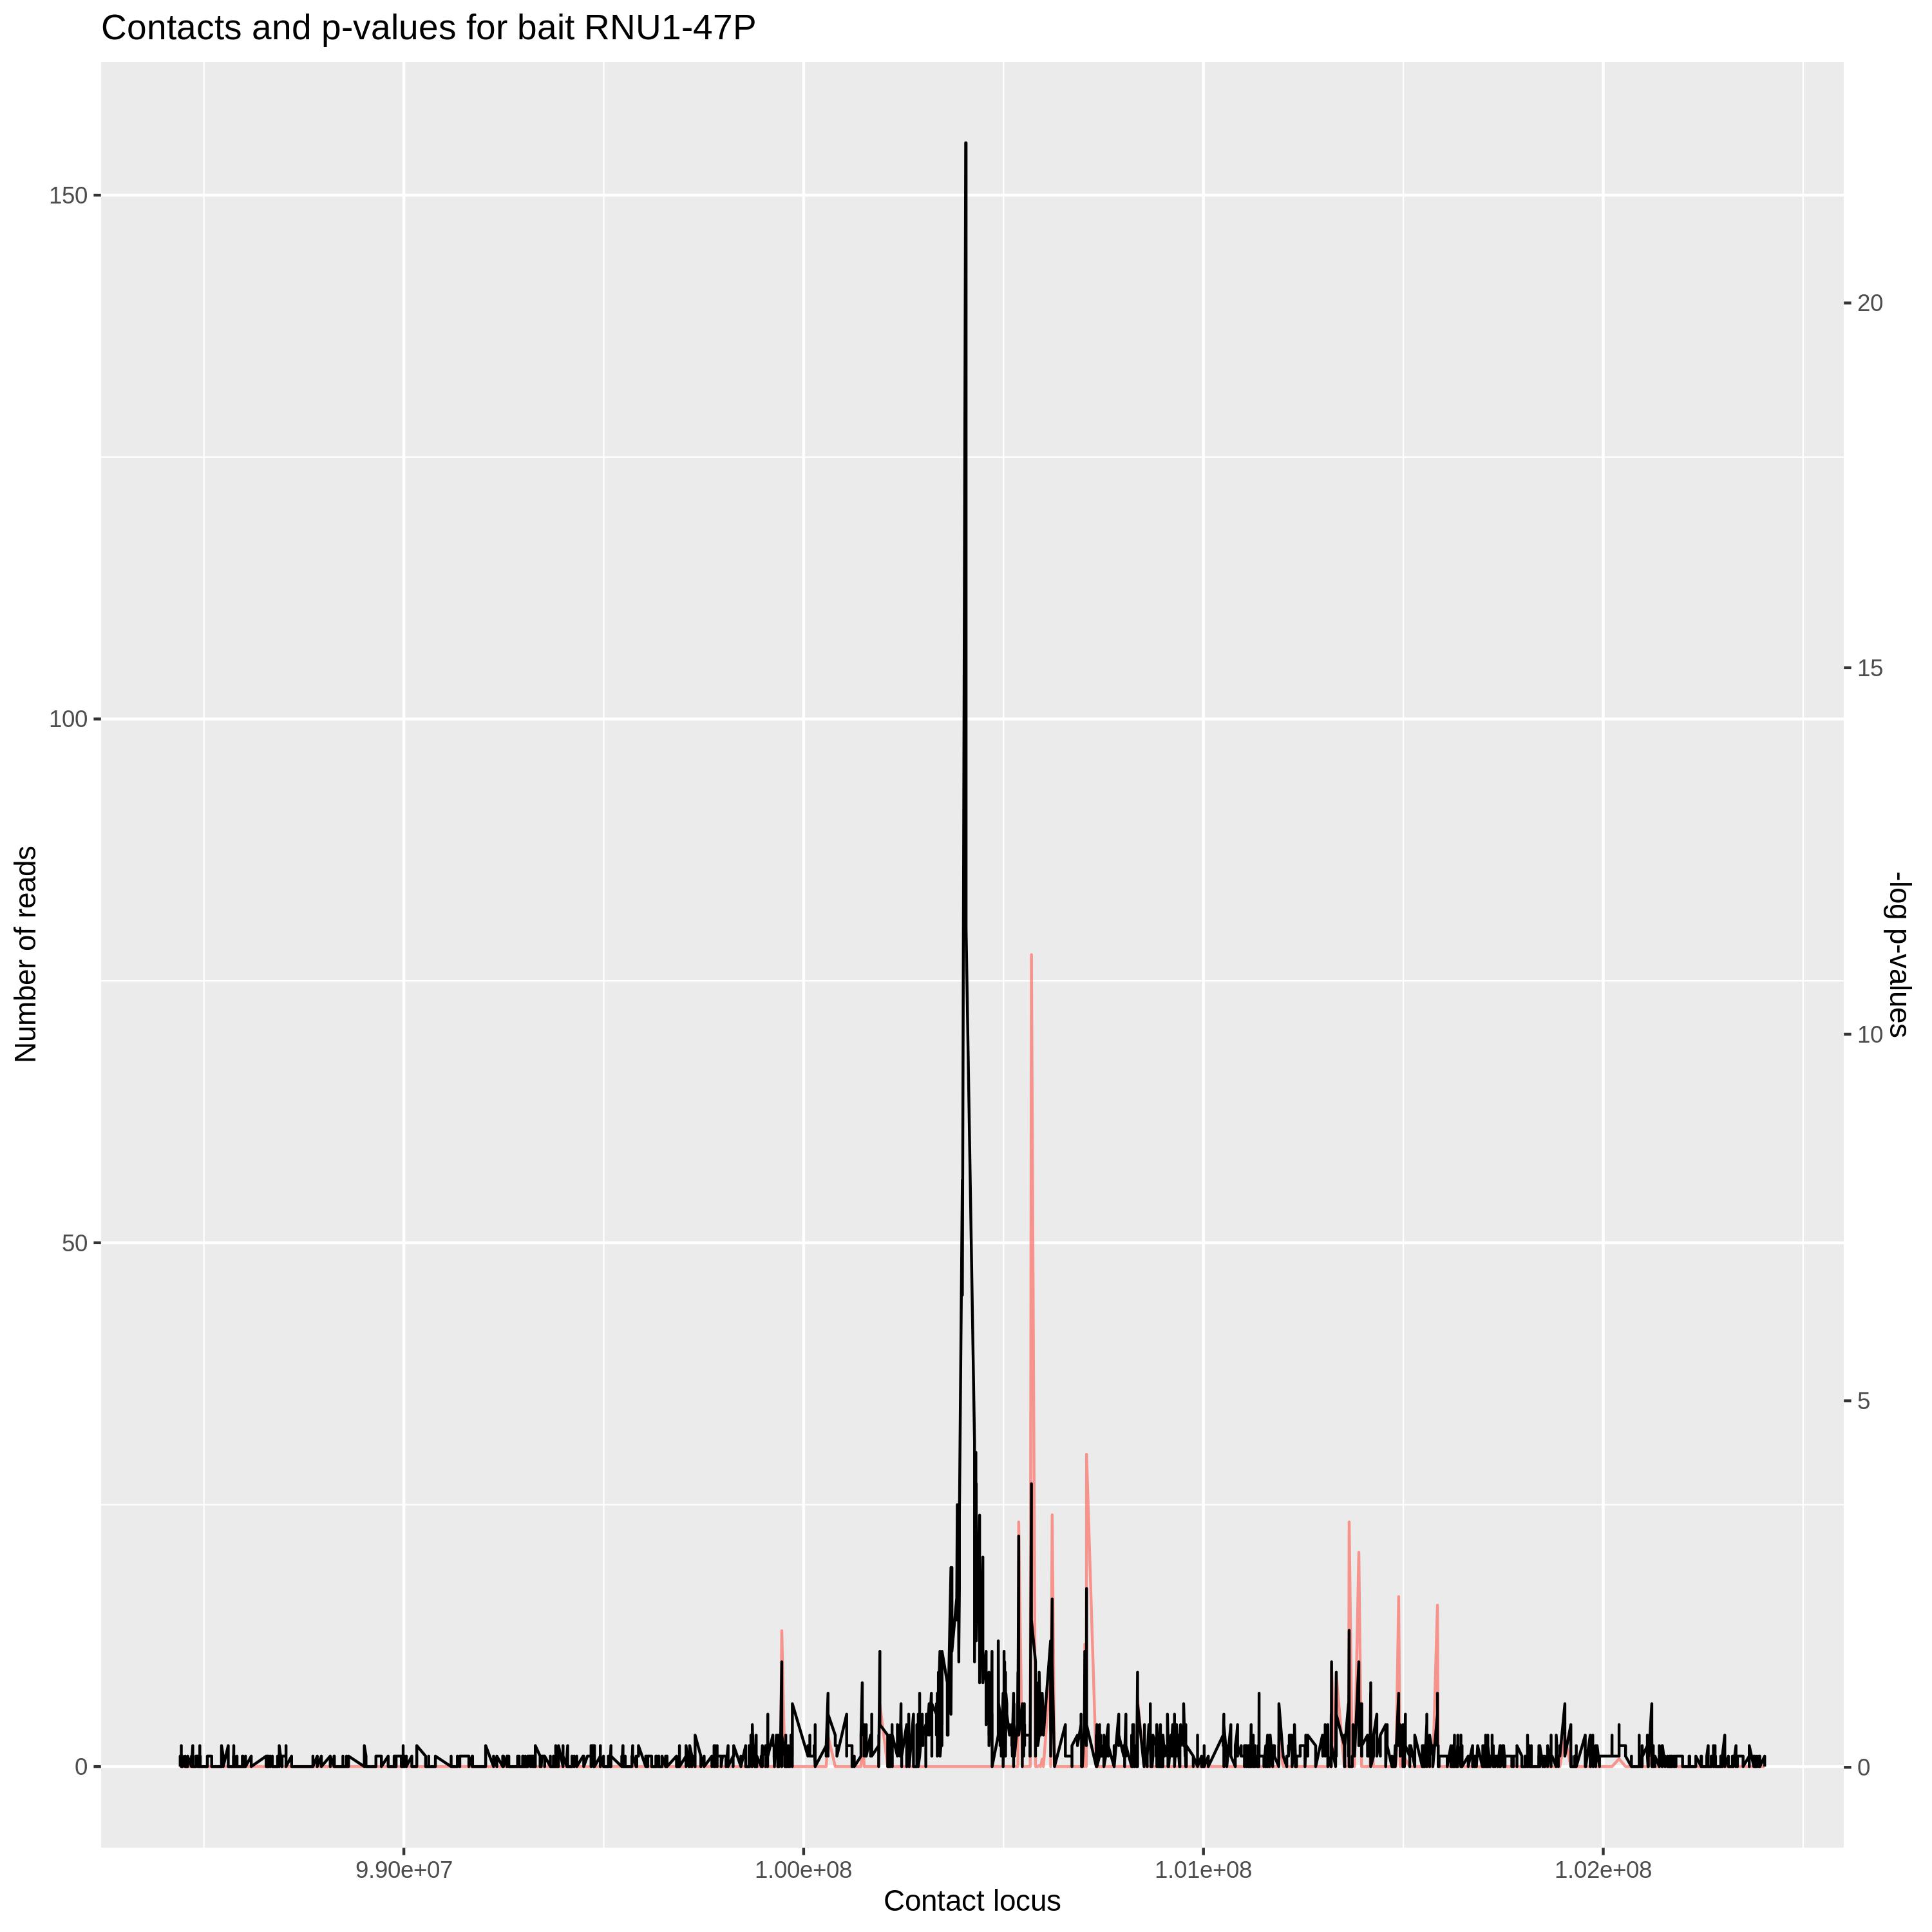 Contacts and p-values for bait RNU1-47P
150
100
50
0
Number of reads
20
15
10
5
0
-log p-values
9.90e+07
1.00e+08
1.01e+08
1.02e+08
Contact locus